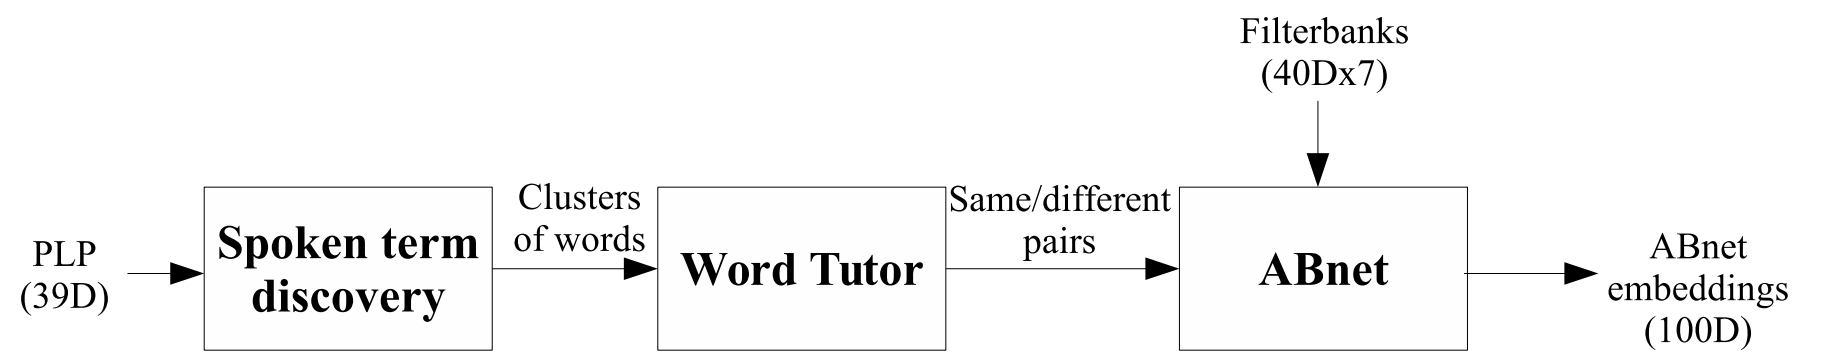 Filterbanks
(40Dx7)
PLP
(39D)
Spoken term
discovery
Clusters
of words
Word Tutor
Same/different
pairs
ABnet
ABnet
embeddings
(100D)